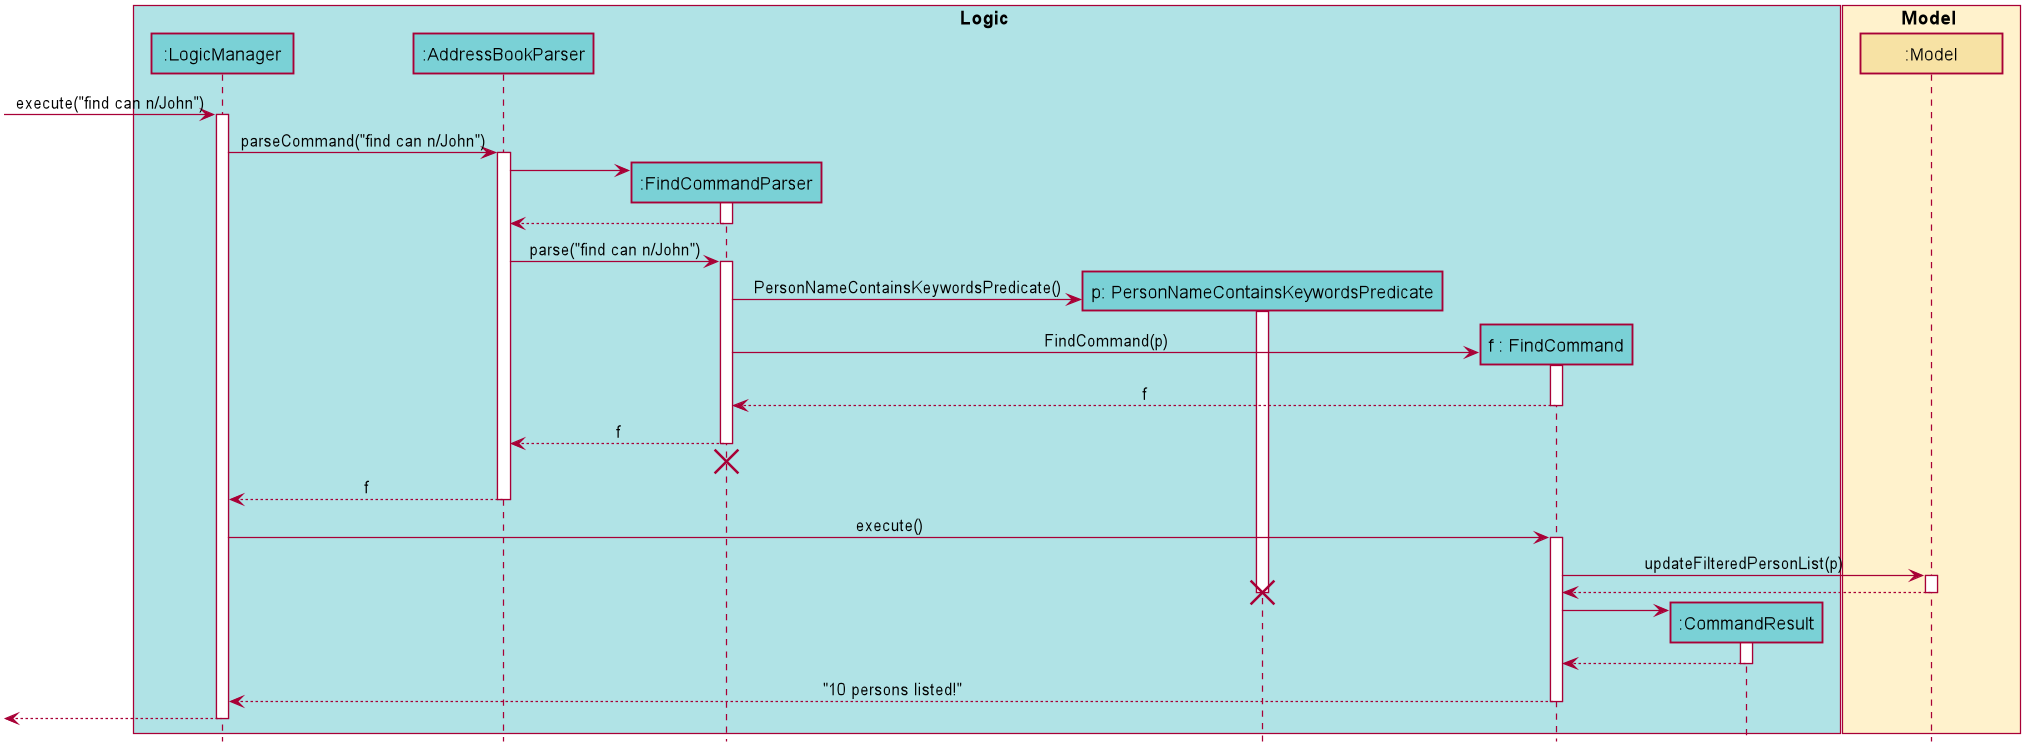 Logic
Model
:LogicManager
:AddressBookParser
:Model
execute("find can n/John")
parseCommand("find can n/John")
:FindCommandParser
parse("find can n/John")
PersonNameContainsKeywordsPredicate()
p: PersonNameContainsKeywordsPredicate
FindCommand(p)
f : FindCommand
f
f
f
execute()
updateFilteredPersonList(p)
:CommandResult
"10 persons listed!"